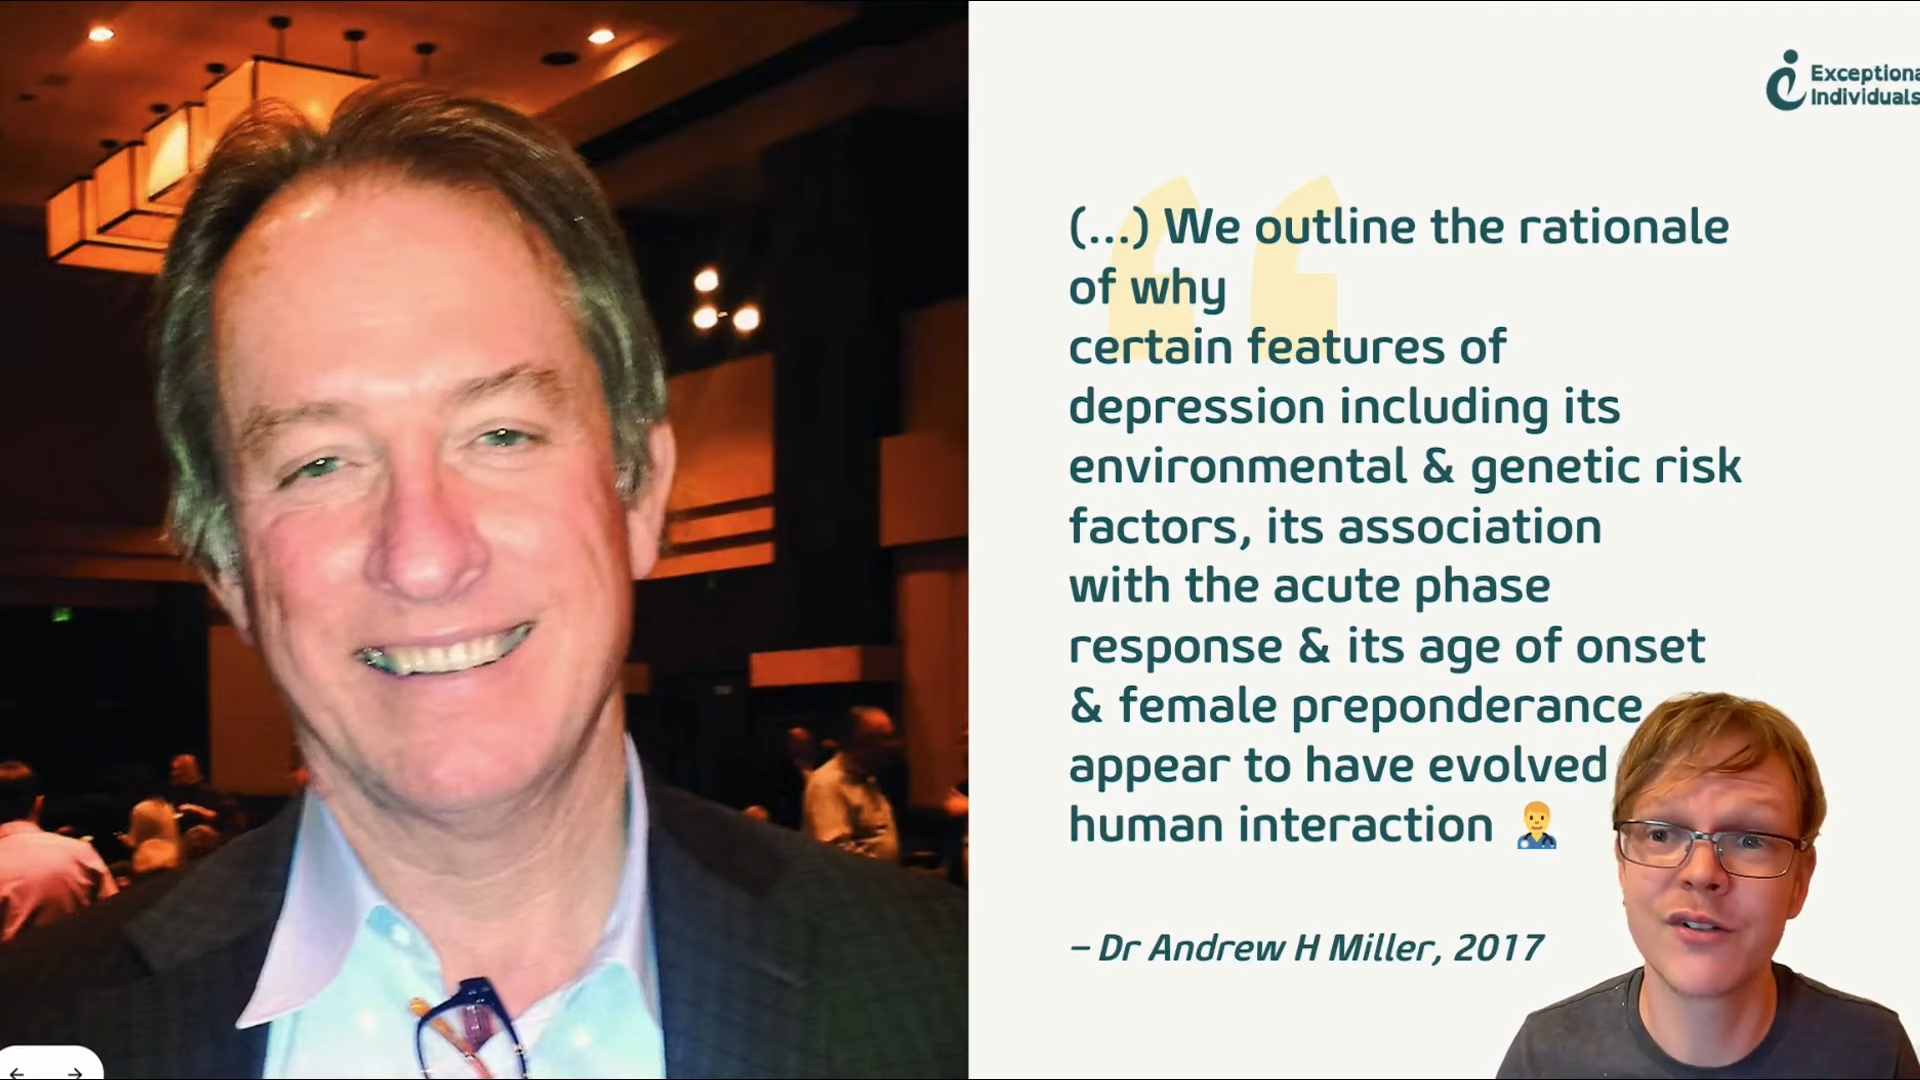 Exceptiona
Individuals
(...) We outline the rationale
of why
certain features of
depression including its
environmental & genetic risk
factors, its association
with the acute phase
response & its age of onset
& female preponderance
appear to have evolved
human interaction
– Dr Andrew H Miller, 2017